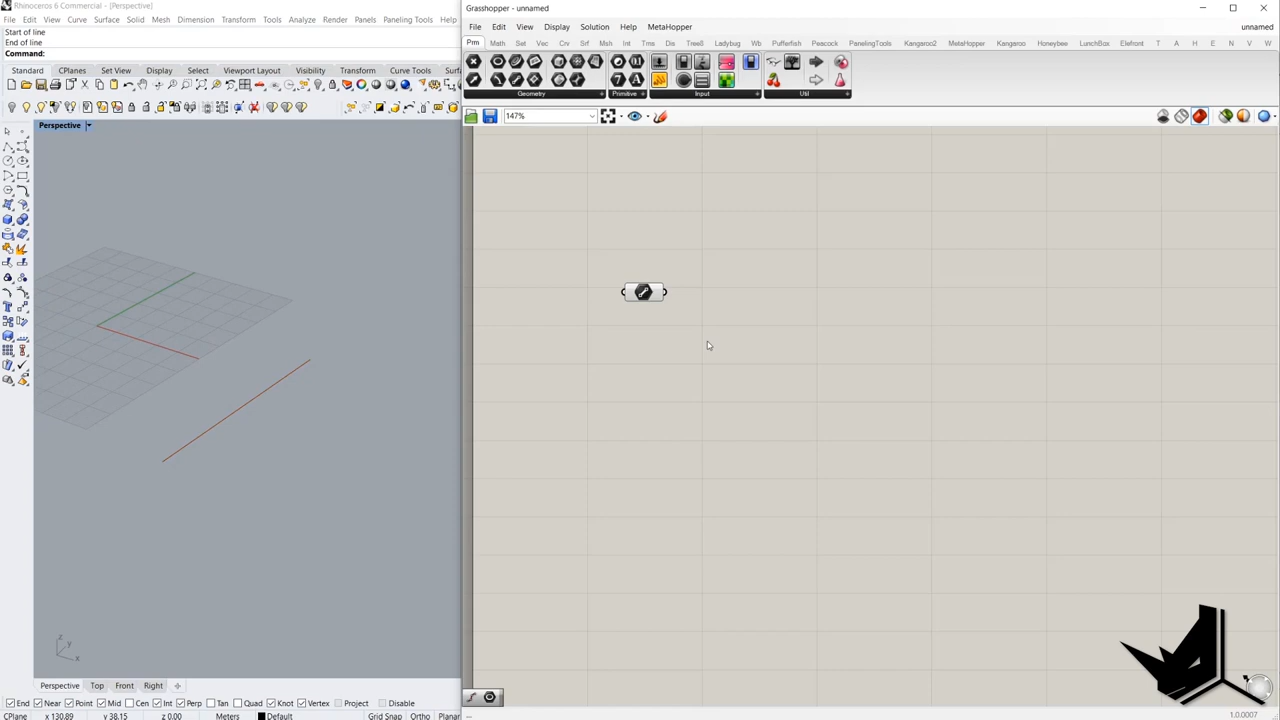 Rhinoceros 6 Commercial - [Perspective]
File Edit View Curve Surface Solid Mesh Dimension Transform Tools Analyze Render Panels Paneling Tools Help
Start of line
End of line
Command:
Standard CPlanes Set View Display Select Viewport Layout Visibility Transform Curve Tools Surf
Perspective
z
y
x
Perspective Top Front Right
End Near Point Mid Cen Int Perp Tan Quad Knot Vertex Project Disable
CPlane x 130.89 y 38.15 z 0.00 Meters Default Grid Snap Ortho Planar
Grasshopper - unnamed
File Edit View Display Solution Help MetaHopper unnamed
Prm Math Set Vec Crv Srf Msh Int Trns Dis Tree8 Ladybug Wb Pufferfish Peacock PanelingTools Kangaroo2 MetaHopper Kangaroo Honeybee LunchBox Elefront T E N V W
Geometry Primitive Input Util
147%
1.0.0007